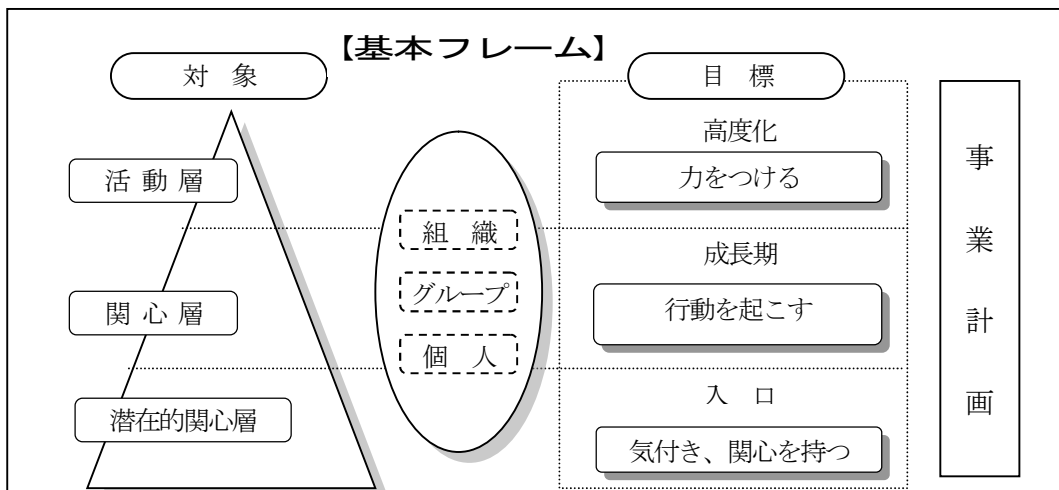 【基本フレーム】
対 象
目 標
活 動 層
関 心 層
潜在的関心層
組 織
グループ
個 人
高度化
力をつける
成長期
行動を起こす
入 口
気付き、関心を持つ
事業計画